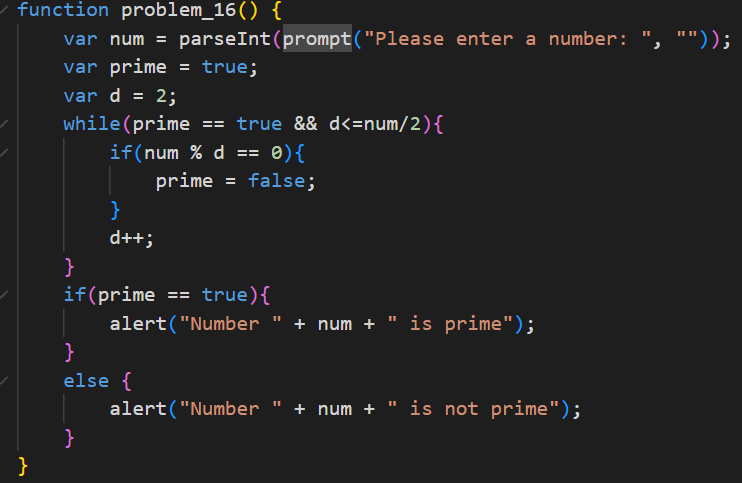 function problem_16() {
    var num = parseInt(prompt("Please enter a number: ", ""));
    var prime = true;
    var d = 2;
    while(prime == true && d<=num/2){
        if(num % d == 0){
            prime = false;
        }
        d++;
    }
    if(prime == true){
        alert("Number " + num + " is prime");
    }
    else {
        alert("Number " + num + " is not prime");
    }
}